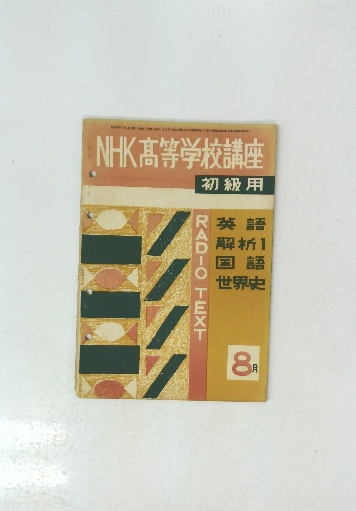 NHK高等学校講座
初級用
RADIO TEXT
英語
解析1
国語
世界史
8月